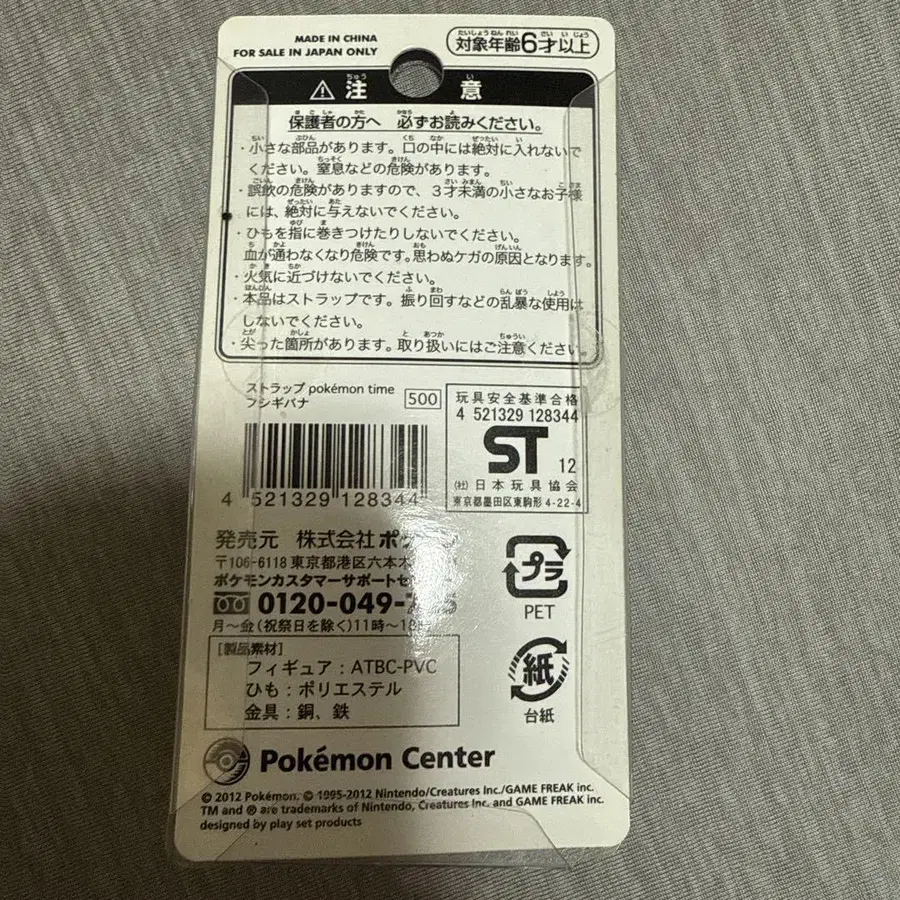 MADE IN CHINA
FOR SALE IN JAPAN ONLY
対象年齢6才以上
⚠ 注意
保護者の方へ 必ずお読みください。
・小さな部品があります。口の中には絶対に入れないで
ください。窒息などの危険があります。
・誤飲の危険がありますので、3才未満の小さなお子様
には、絶対に与えないでください。
・ひもを指に巻きつけたりしないでください。
血が通わなくなり危険です。思わぬケガの原因となります。
・火気に近づけないでください。
・本品はストラップです。振り回すなどの乱暴な使用は
しないでください。
・尖った箇所があります。取り扱いにはご注意ください。
ストラップ pokémon time
フシギバナ
500
玩具安全基準合格
4 521329 128344
ST 12
(社)日本玩具協会
東京都墨田区東駒形 4-22-4
4 521329 128344
発売元 株式会社
〒106-6118 東京都港区六本木
ポケモンカスタマーサポートセ
0120-049-
月〜金(祝祭日を除く)11時〜
プラ
PET
[製品素材]
フィギュア:ATBC-PVC
ひも:ポリエステル
金具:銅、鉄
紙
台紙
Pokémon Center
© 2012 Pokémon. © 1995-2012 Nintendo/Creatures Inc./GAME FREAK inc.
TM and ® are trademarks of Nintendo, Creatures Inc. and GAME FREAK inc.
designed by play set products